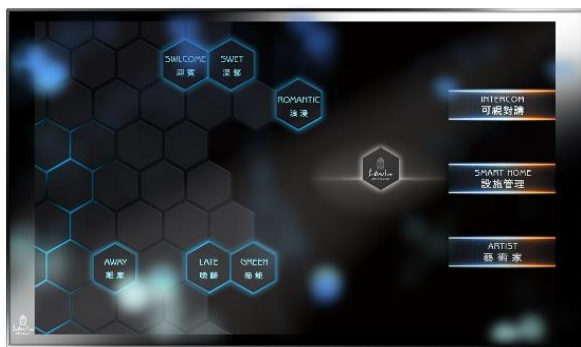 SWLCOME
迎賓
SWET
溫馨
ROMANTIC
浪漫
INTERCOM
可視對講
SMART HOME
設施管理
ARTIST
藝術家
AWAY
離家
LATE
晚歸
GREEN
節能